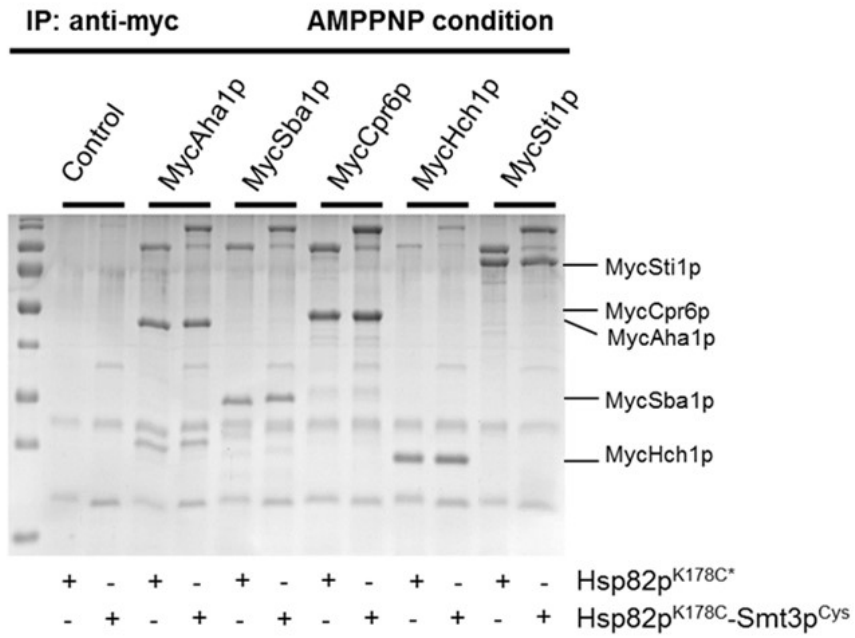 IP: anti-myc AMPPNP condition
Control MycAha1p MycSba1p MycCpr6p MycHch1p MycSti1p
MycSti1p
MycCpr6p
MycAha1p
MycSba1p
MycHch1p
+ - + - + - + - + - + - Hsp82pK178C*
- + - + - + - + - + - + Hsp82pK178C-Smt3pCys